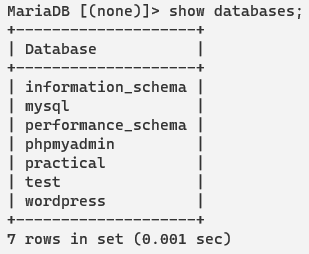 MariaDB [(none)]> show databases;
+--------------------+
| Database           |
+--------------------+
| information_schema |
| mysql              |
| performance_schema |
| phpmyadmin         |
| practical          |
| test               |
| wordpress          |
+--------------------+
7 rows in set (0.001 sec)